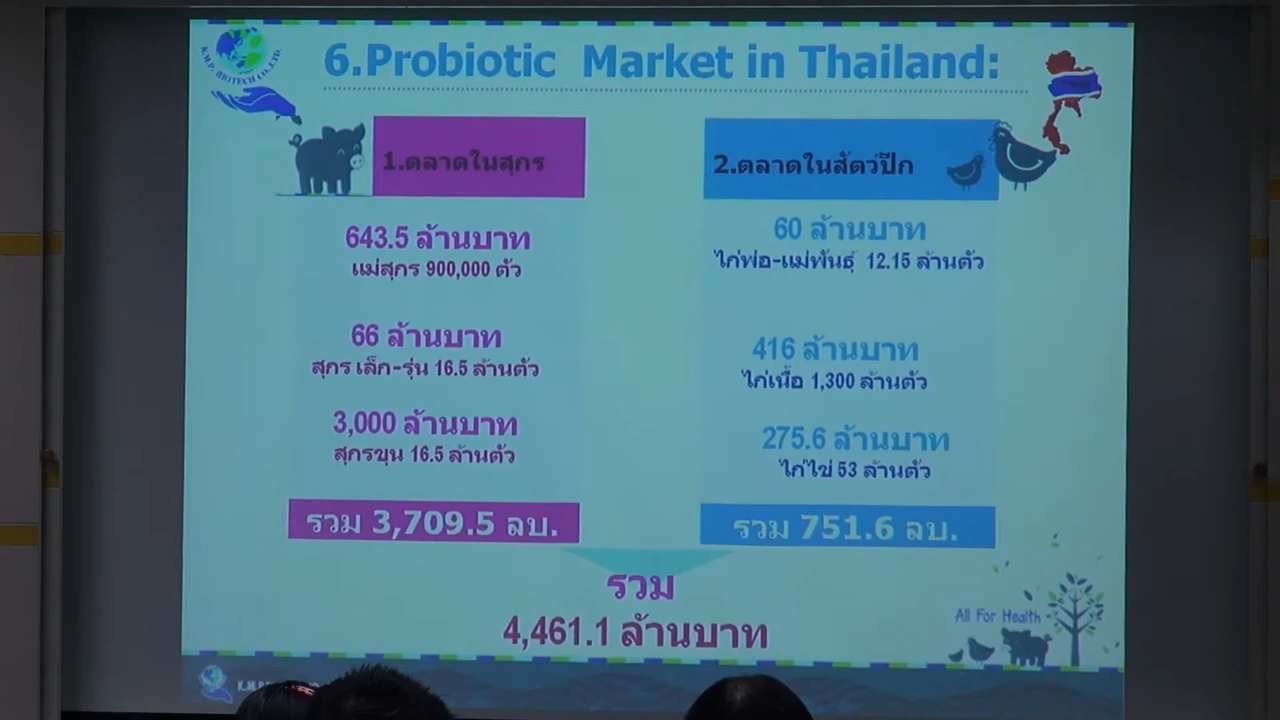 6.Probiotic Market in Thailand:
K.M.P. BIOTECH CO.,LTD.
1.ตลาดในสุกร
643.5 ล้านบาท
แม่สุกร 900,000 ตัว
66 ล้านบาท
สุกร เล็ก-รุ่น 16.5 ล้านตัว
3,000 ล้านบาท
สุกรขุน 16.5 ล้านตัว
รวม 3,709.5 ลบ.
2.ตลาดในสัตว์ปีก
60 ล้านบาท
ไก่พ่อ-แม่พันธุ์ 12.15 ล้านตัว
416 ล้านบาท
ไก่เนื้อ 1,300 ล้านตัว
275.6 ล้านบาท
ไก่ไข่ 53 ล้านตัว
รวม 751.6 ลบ.
รวม
4,461.1 ล้านบาท
All For Health